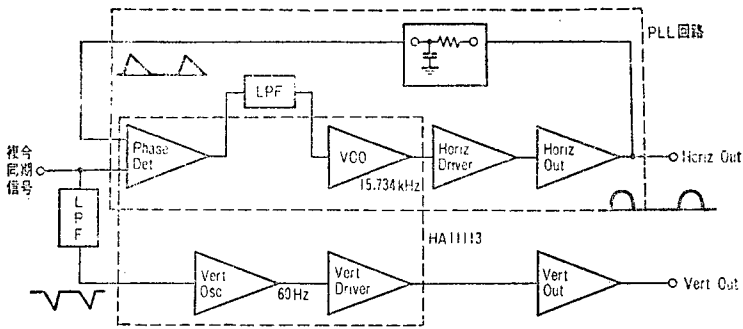 PLL回路
LPF
複合
同期
信号
Phase
Det
VCO
15.734kHz
Horiz
Driver
Horiz
Out
Horiz Out
L
P
F
HA11113
Vert
Osc
60Hz
Vert
Driver
Vert
Out
Vert Out